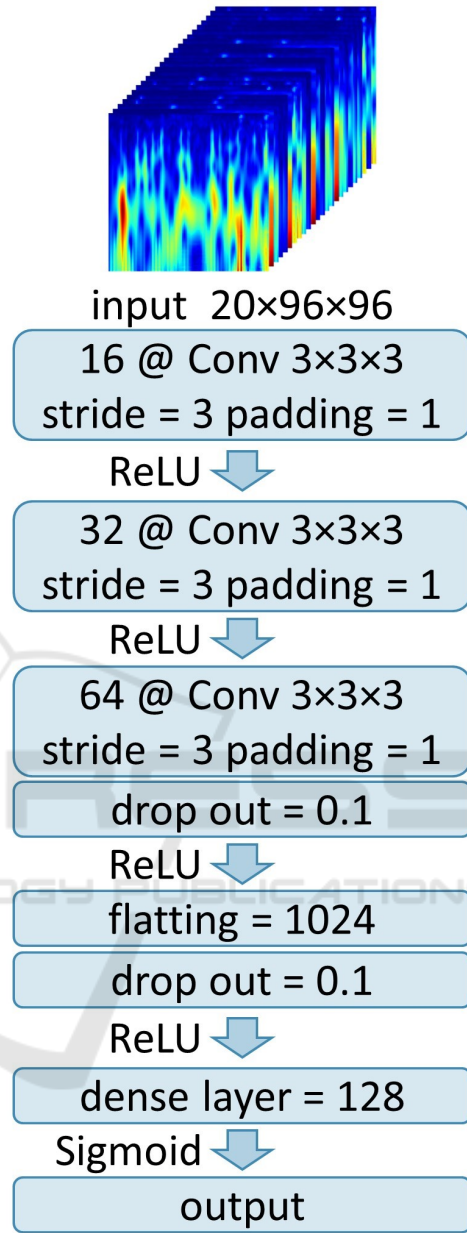 input 20×96×96
16 @ Conv 3×3×3
stride = 3 padding = 1
ReLU
32 @ Conv 3×3×3
stride = 3 padding = 1
ReLU
64 @ Conv 3×3×3
stride = 3 padding = 1
drop out = 0.1
ReLU
flatting = 1024
drop out = 0.1
ReLU
dense layer = 128
Sigmoid
output